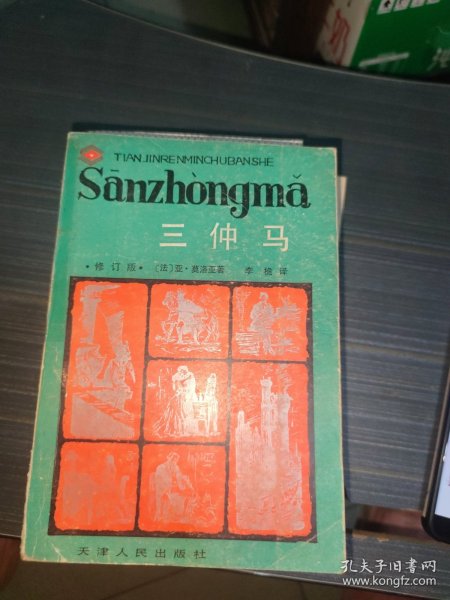 TIANJINRENMINCHUBANSHE
Sānzhòngmǎ
三仲马
•修订版• 〔法〕亚·莫洛亚著 李桅译
天津人民出版社
孔夫子旧书网
www.kongfz.com